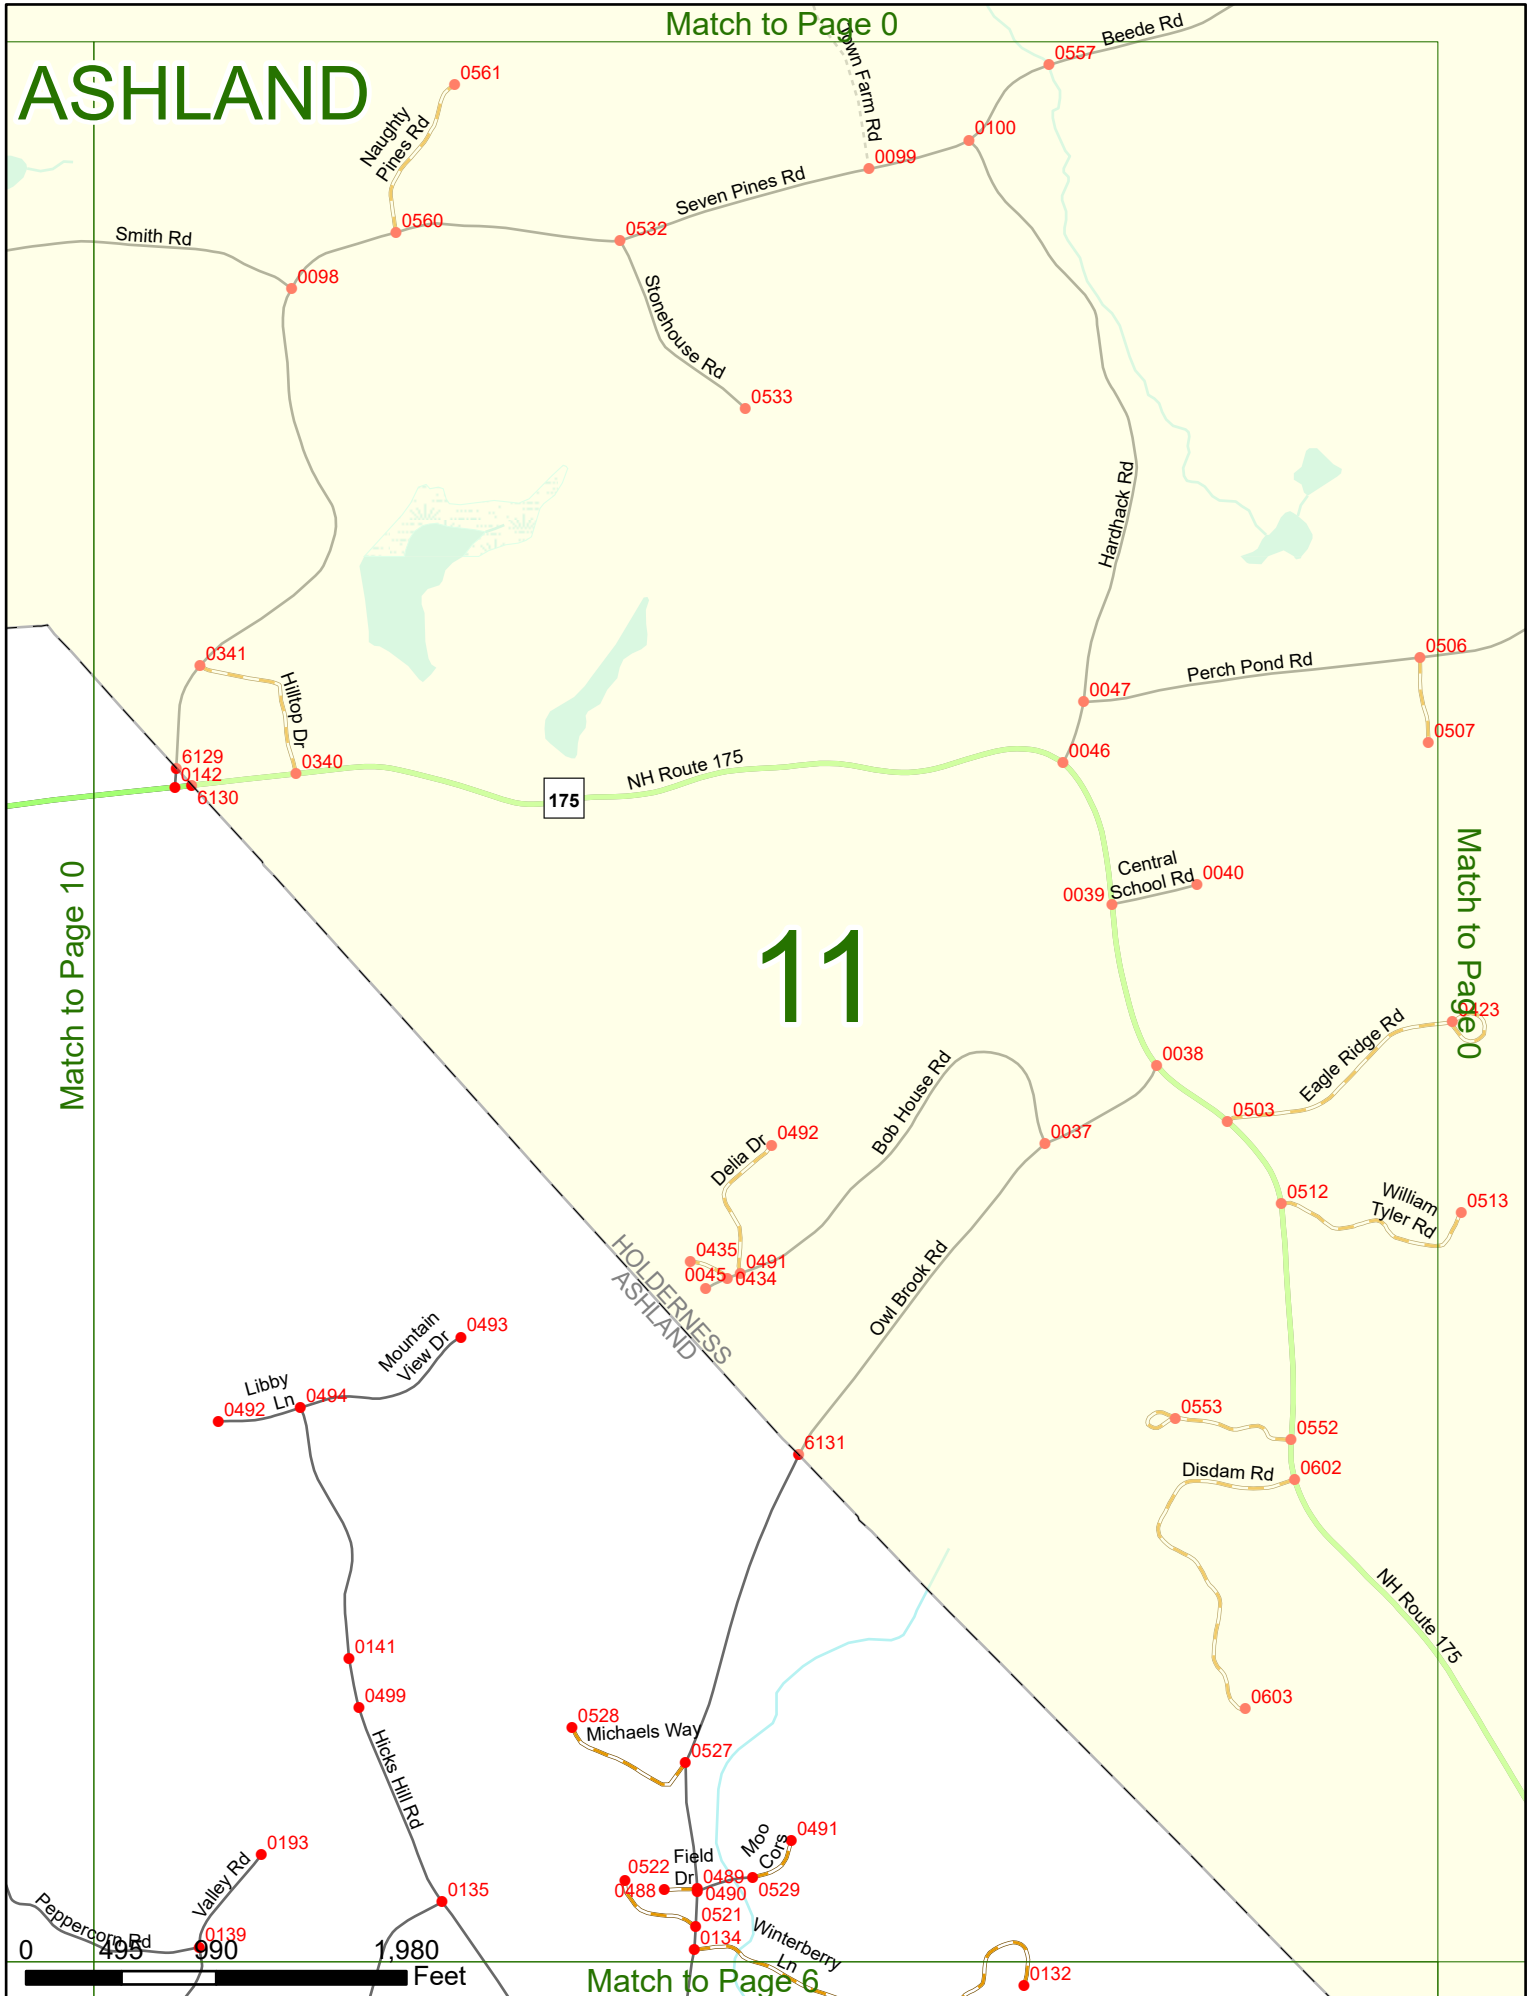 Match to Page 0
ASHLAND
Beede Rd
0557
0561
Town Farm Rd
0100
Naughty
Pines Rd
0099
Seven Pines Rd
0560
0532
Smith Rd
0098
Stonehouse Rd
0533
Hardhack Rd
0341
Hilltop Dr
Perch Pond Rd
0506
0047
0507
6129
0142
6130
0340
NH Route 175
175
0046
Match to Page 10
Match to Page 0
Central
School Rd
0040
0039
11
0423
Eagle Ridge Rd
0038
0503
Bob House Rd
0037
0492
Delia Dr
0512
William
Tyler Rd
0513
0435
0491
0045
0434
HOLDERNESS
ASHLAND
Owl Brook Rd
Mountain
View Dr
0493
Libby
Ln
0494
0492
6131
0553
0552
Disdam Rd
0602
NH Route 175
0141
0499
0603
0528
Michaels Way
0527
Hicks Hill Rd
0193
Valley Rd
0135
Field
Dr
Moo
Cors
0491
0522
0488
0489
0490
0529
0521
0134
Winterberry
Ln
0132
Peppercorn Rd
0139
0 495 990 1,980
Feet
Match to Page 6